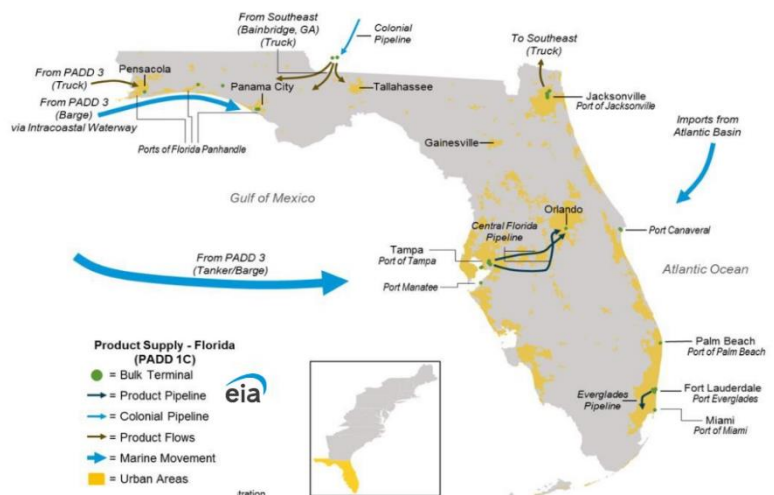 From Southeast
(Bainbridge, GA)
(Truck)
Colonial
Pipeline
To Southeast
(Truck)
From PADD 3
(Truck)
Pensacola
Panama City
Tallahassee
Jacksonville
Port of Jacksonville
From PADD 3
(Barge)
via Intracoastal Waterway
Ports of Florida Panhandle
Gainesville
Imports from
Atlantic Basin
Gulf of Mexico
Orlando
Central Florida
Pipeline
Port Canaveral
Tampa
Port of Tampa
From PADD 3
(Tanker/Barge)
Port Manatee
Atlantic Ocean
Product Supply - Florida
(PADD 1C)
= Bulk Terminal
= Product Pipeline
= Colonial Pipeline
= Product Flows
= Marine Movement
= Urban Areas
eia
Palm Beach
Port of Palm Beach
Everglades
Pipeline
Fort Lauderdale
Port Everglades
Miami
Port of Miami